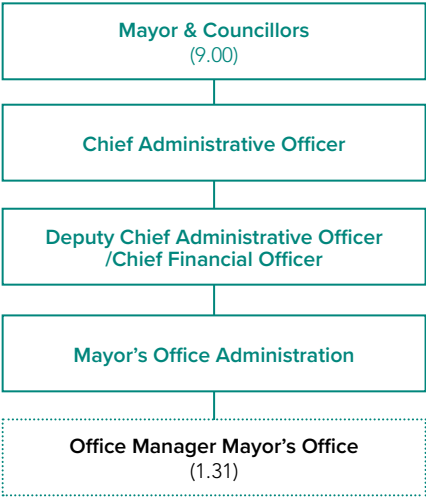 Mayor & Councillors
(9.00)
Chief Administrative Officer
Deputy Chief Administrative Officer
/Chief Financial Officer
Mayor’s Office Administration
Office Manager Mayor’s Office
(1.31)